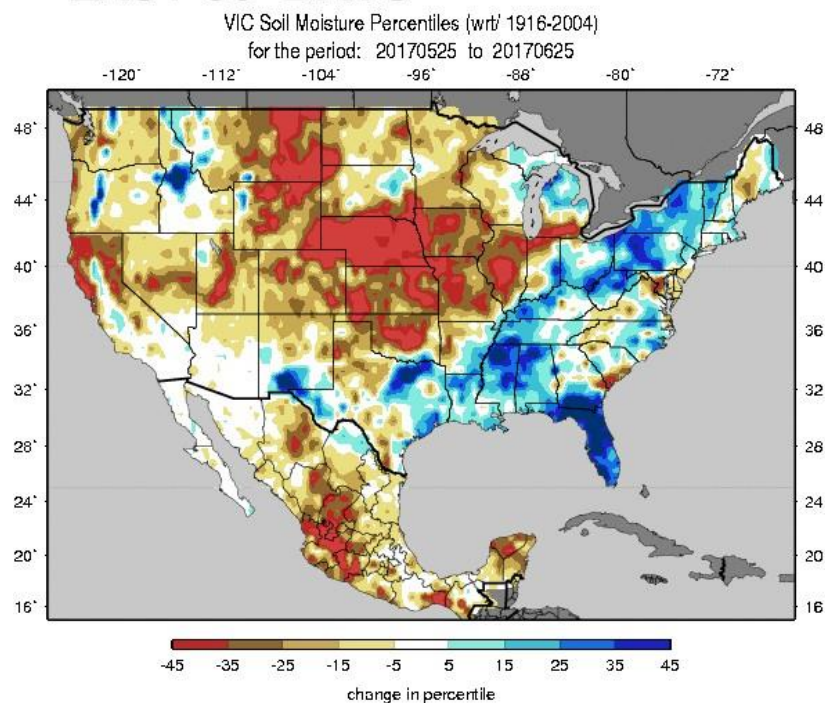 VIC Soil Moisture Percentiles (wrt/ 1916-2004)
for the period: 20170525 to 20170625
-120° -112° -104° -96° -88° -80° -72°
48° 48°
44° 44°
40° 40°
36° 36°
32° 32°
28° 28°
24° 24°
20° 20°
16° 16°
-45 -35 -25 -15 -5 5 15 25 35 45
change in percentile